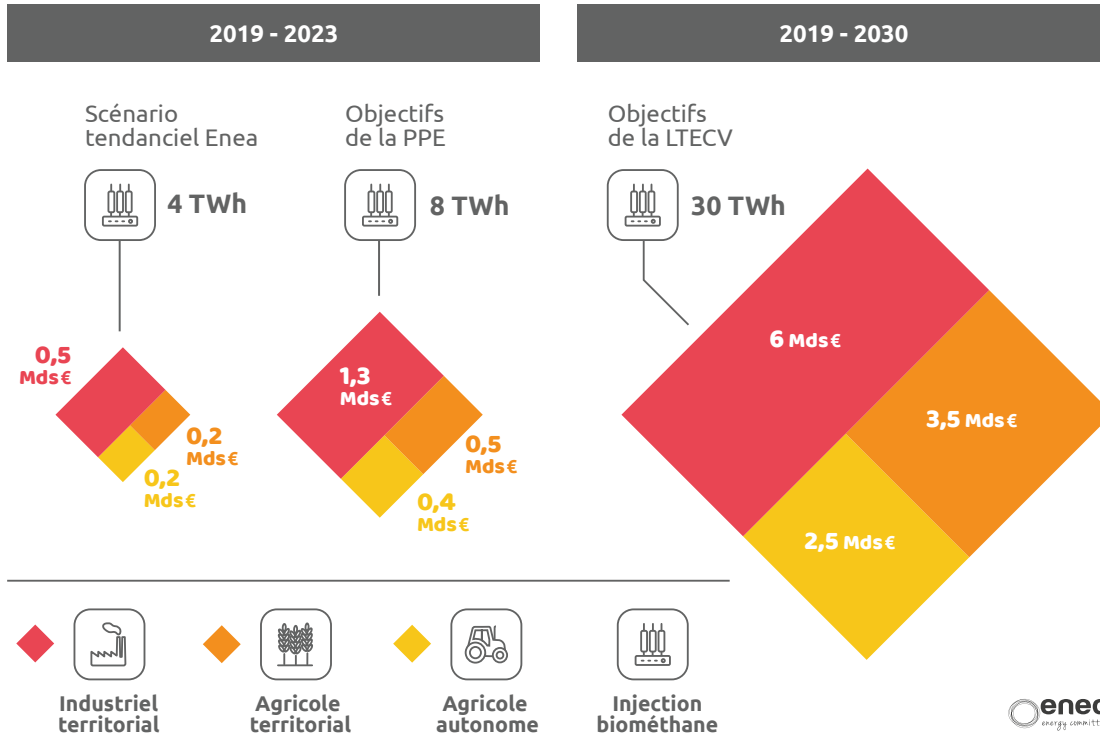 2019 - 2023
2019 - 2030
Scénario
tendanciel Enea
4 TWh
Objectifs
de la PPE
8 TWh
Objectifs
de la LTECV
30 TWh
0,5
Mds€
0,2
Mds€
0,2
Mds€
1,3
Mds€
0,5
Mds€
0,4
Mds€
6 Mds€
3,5 Mds€
2,5 Mds€
Industriel
territorial
Agricole
territorial
Agricole
autonome
Injection
biométhane
energy